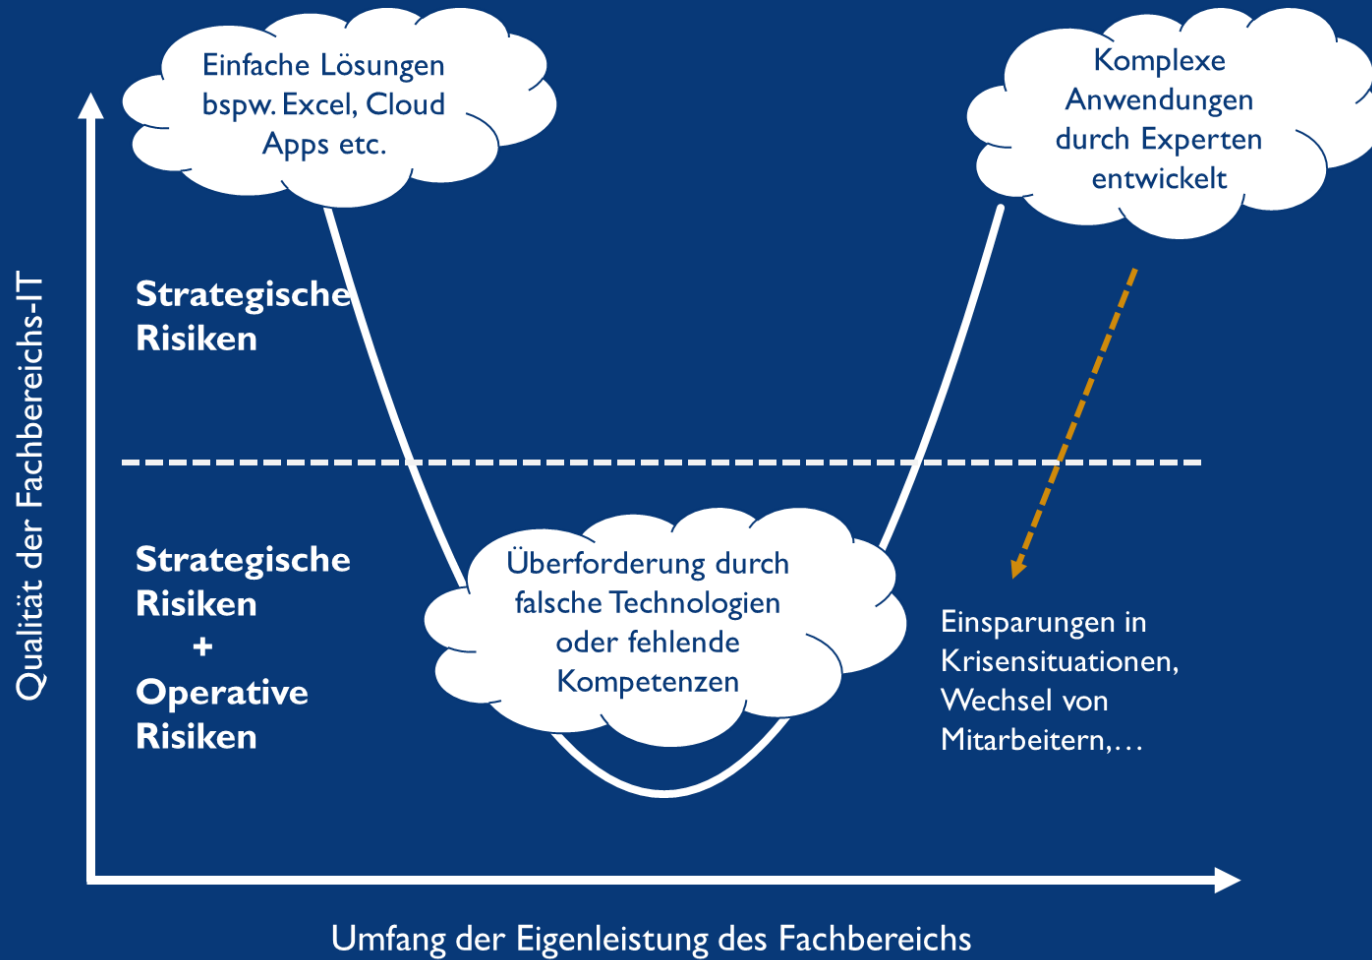 Einfache Lösungen
bspw. Excel, Cloud
Apps etc.
Komplexe
Anwendungen
durch Experten
entwickelt
Qualität der Fachbereichs-IT
Strategische
Risiken
Strategische
Risiken
+
Operative
Risiken
Überforderung durch
falsche Technologien
oder fehlende
Kompetenzen
Einsparungen in
Krisensituationen,
Wechsel von
Mitarbeitern,…
Umfang der Eigenleistung des Fachbereichs